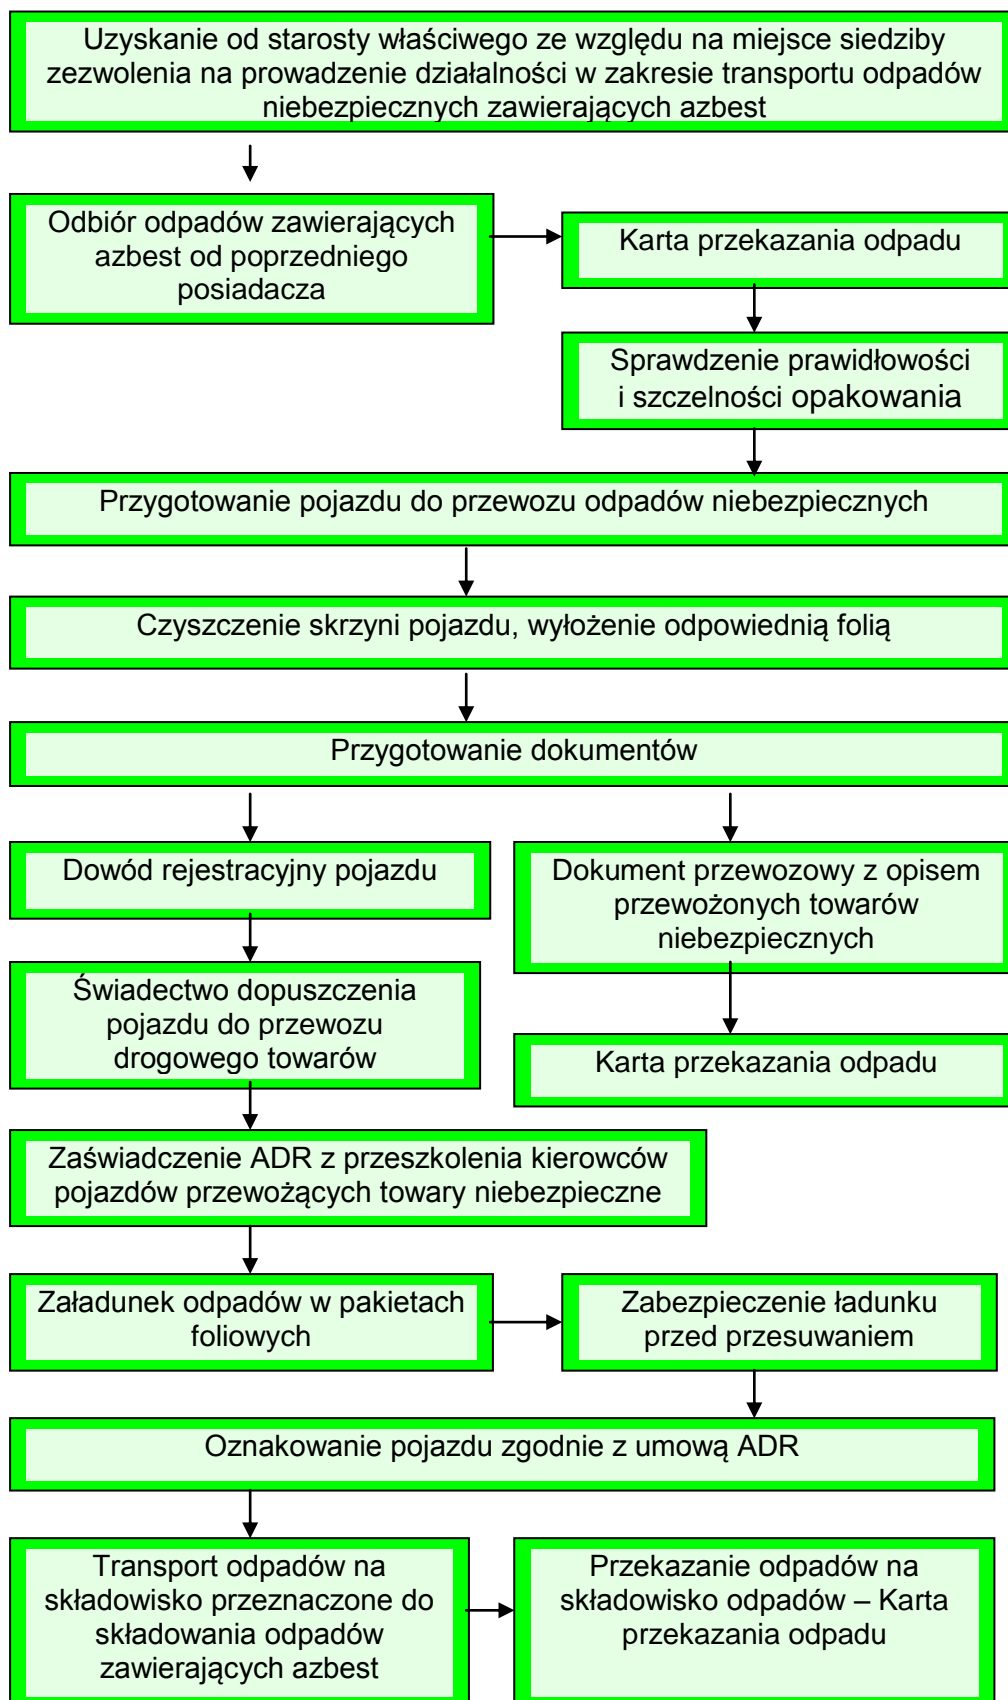 Uzyskanie od starosty właściwego ze względu na miejsce siedziby
zezwolenia na prowadzenie działalności w zakresie transportu odpadów
niebezpiecznych zawierających azbest
Odbiór odpadów zawierających
azbest od poprzedniego
posiadacza
Karta przekazania odpadu
Sprawdzenie prawidłowości
i szczelności opakowania
Przygotowanie pojazdu do przewozu odpadów niebezpiecznych
Czyszczenie skrzyni pojazdu, wyłożenie odpowiednią folią
Przygotowanie dokumentów
Dowód rejestracyjny pojazdu
Świadectwo dopuszczenia
pojazdu do przewozu
drogowego towarów
Zaświadczenie ADR z przeszkolenia kierowców
pojazdów przewożących towary niebezpieczne
Dokument przewozowy z opisem
przewożonych towarów
niebezpiecznych
Karta przekazania odpadu
Załadunek odpadów w pakietach
foliowych
Zabezpieczenie ładunku
przed przesuwaniem
Oznakowanie pojazdu zgodnie z umową ADR
Transport odpadów na
składowisko przeznaczone do
składowania odpadów
zawierających azbest
Przekazanie odpadów na
składowisko odpadów – Karta
przekazania odpadu